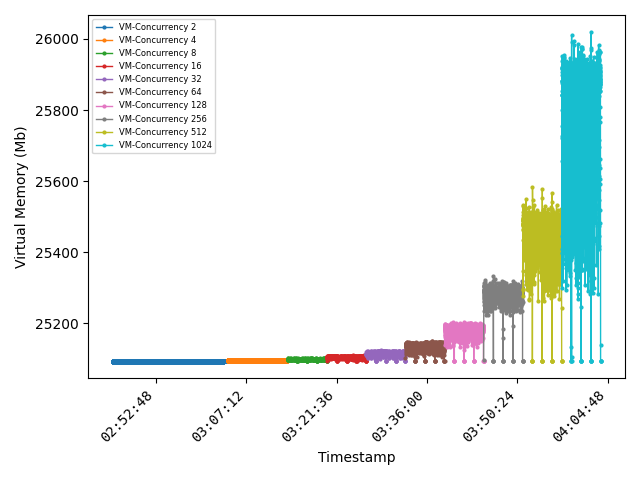 VM-Concurrency 2
VM-Concurrency 4
VM-Concurrency 8
VM-Concurrency 16
VM-Concurrency 32
VM-Concurrency 64
VM-Concurrency 128
VM-Concurrency 256
VM-Concurrency 512
VM-Concurrency 1024
26000
25800
25600
25400
25200
Virtual Memory (Mb)
02:52:48
03:07:12
03:21:36
03:36:00
03:50:24
04:04:48
Timestamp